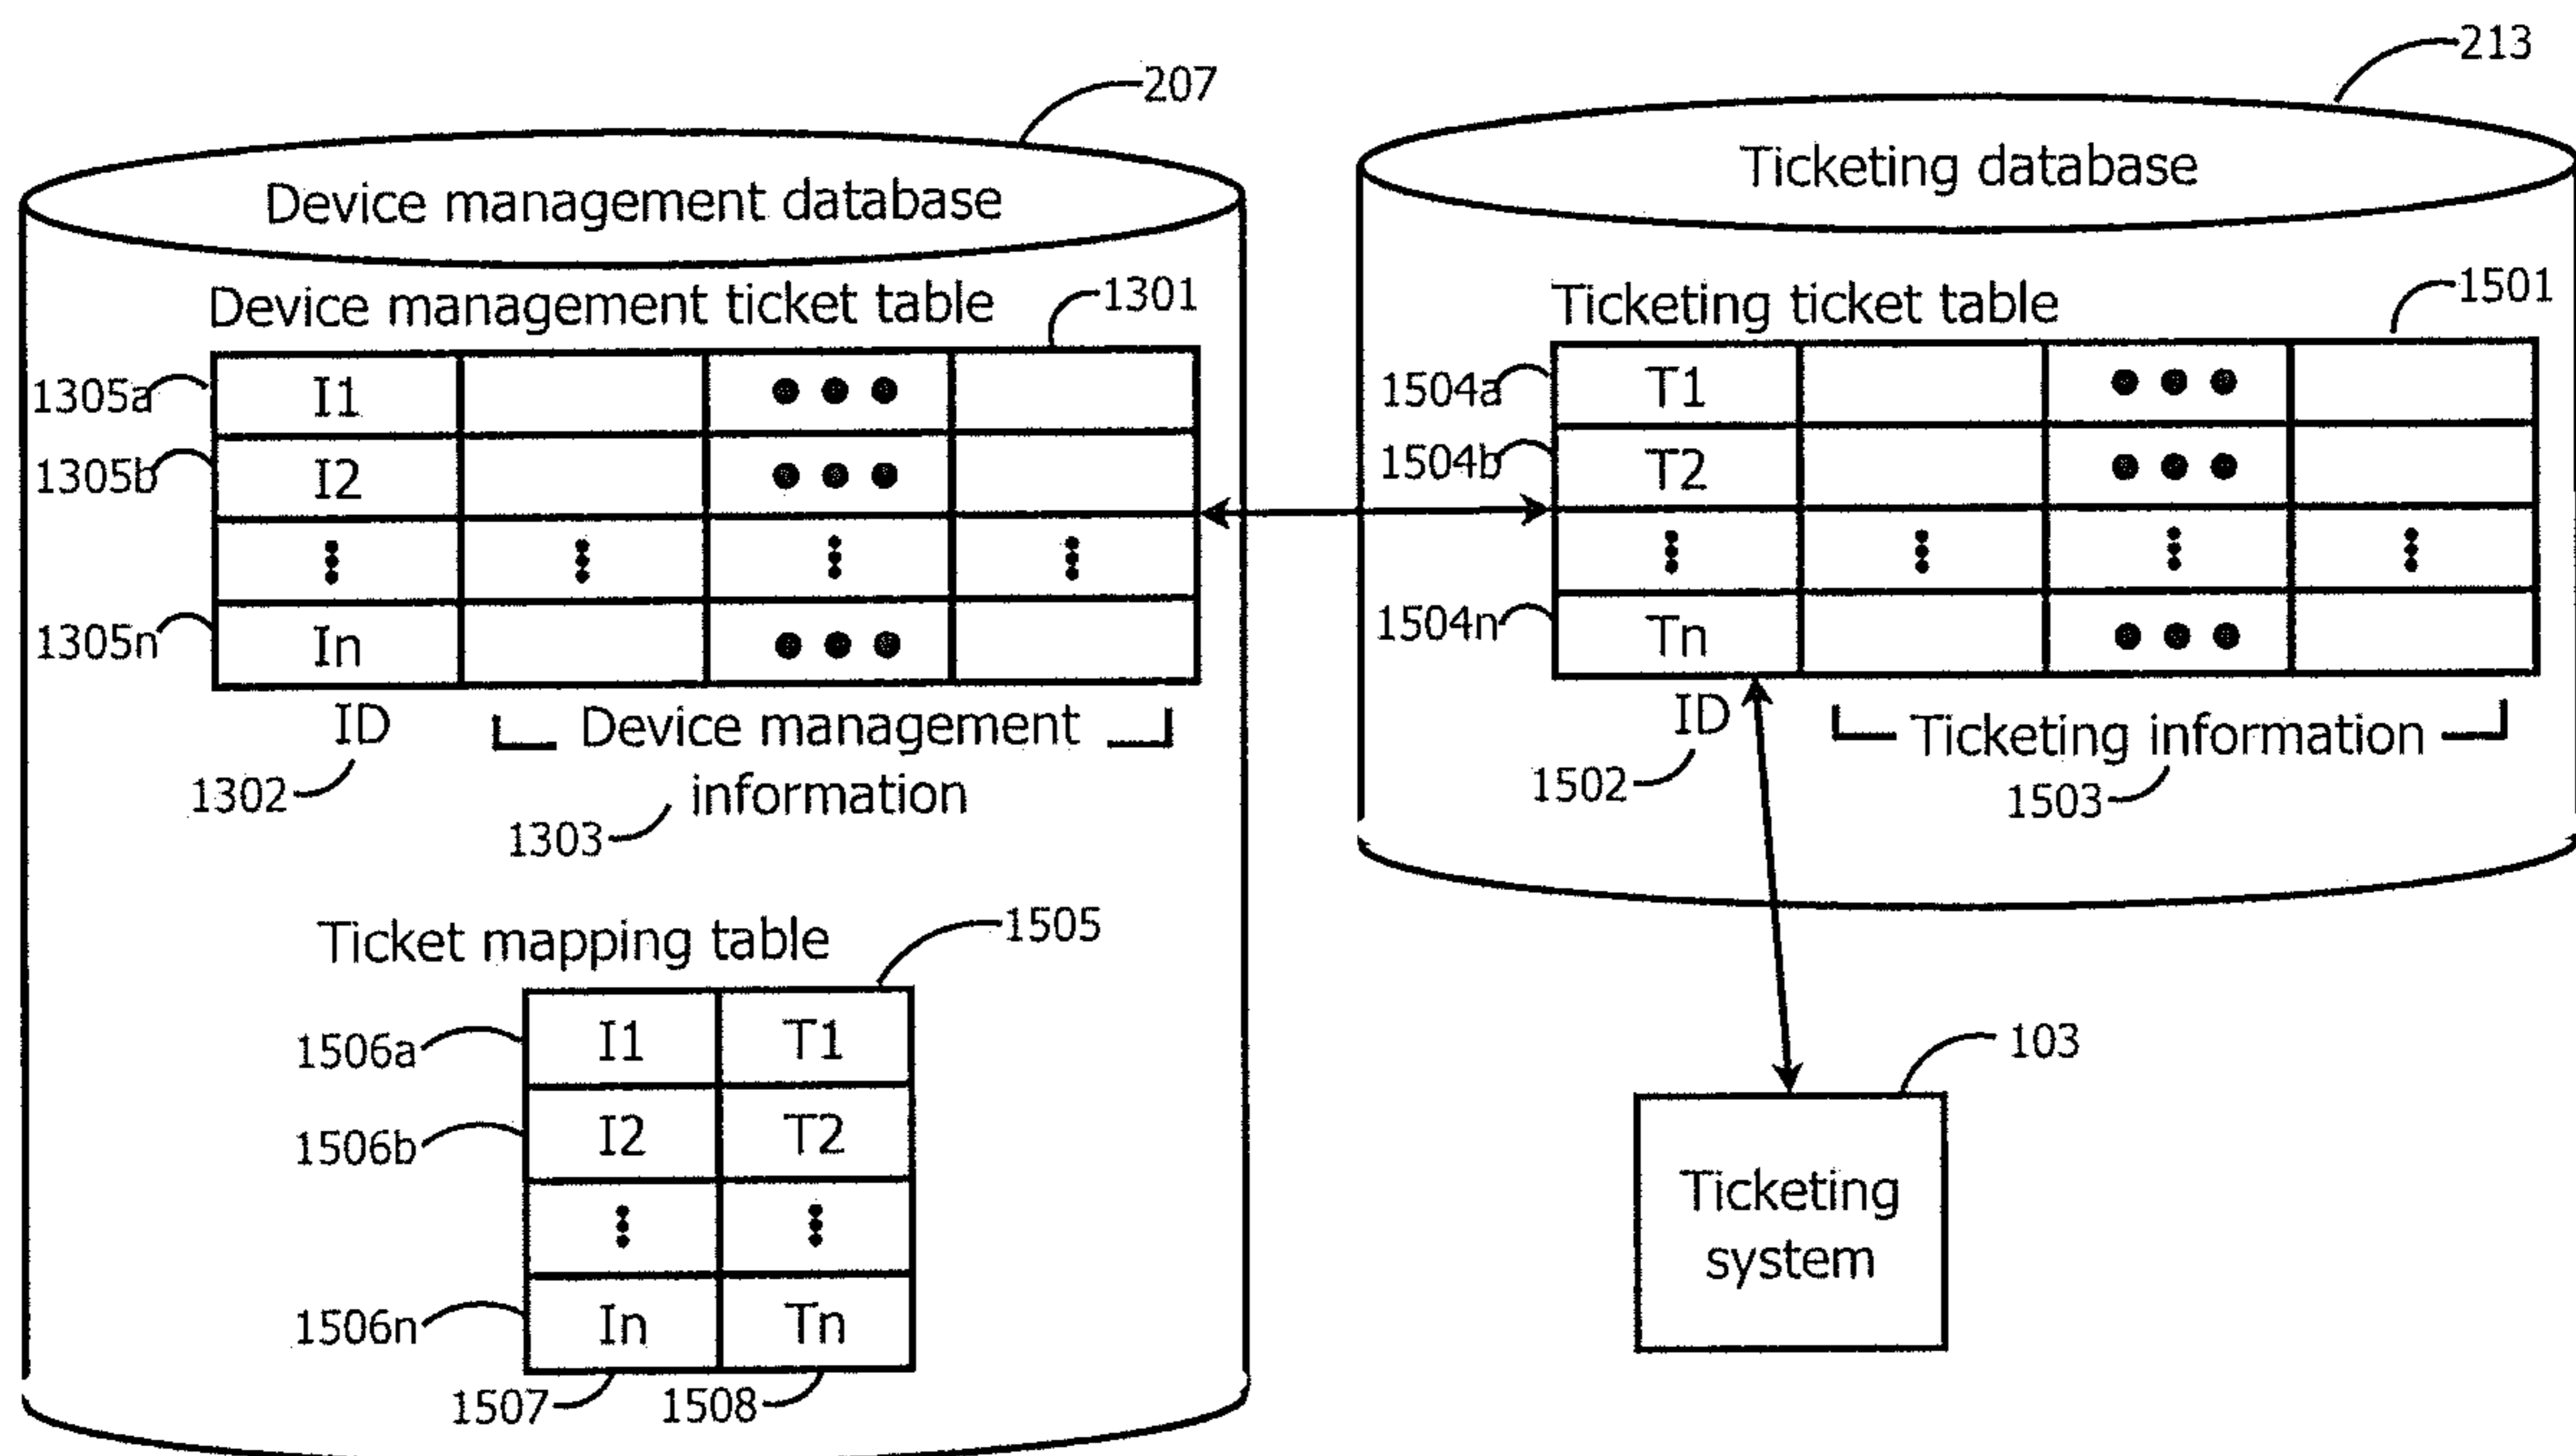 207
Device management database
Device management ticket table
1301
1305a I1
1305b I2
1305n In
ID
Device management
information
1302
1303
Ticket mapping table
1505
1506a I1 T1
1506b I2 T2
1506n In Tn
1507 1508
213
Ticketing database
Ticketing ticket table
1501
1504a T1
1504b T2
1504n Tn
ID
Ticketing information
1502
1503
103
Ticketing
system